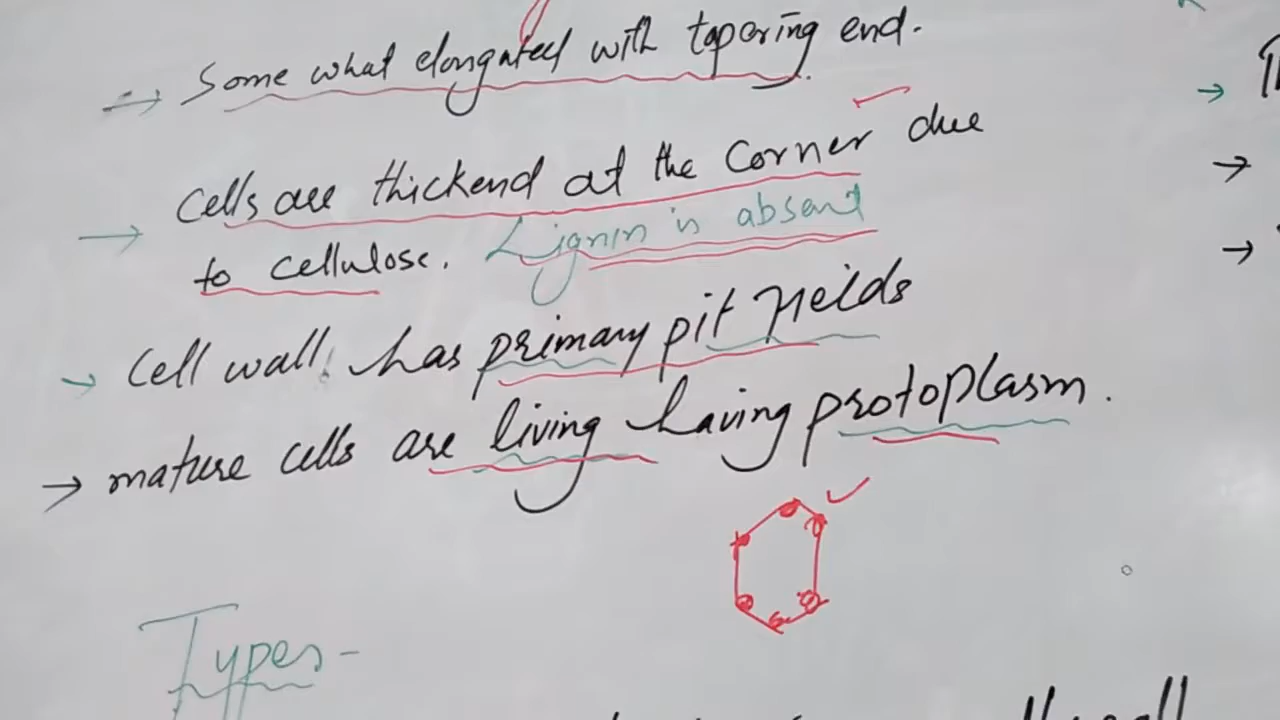 → Some what elongated with tapering end.
→ Cells are thickend at the Corner due
to cellulose. Lignin is absent
→ Cell wall has primary pit fields
→ mature cells are living having protoplasm.
Types-